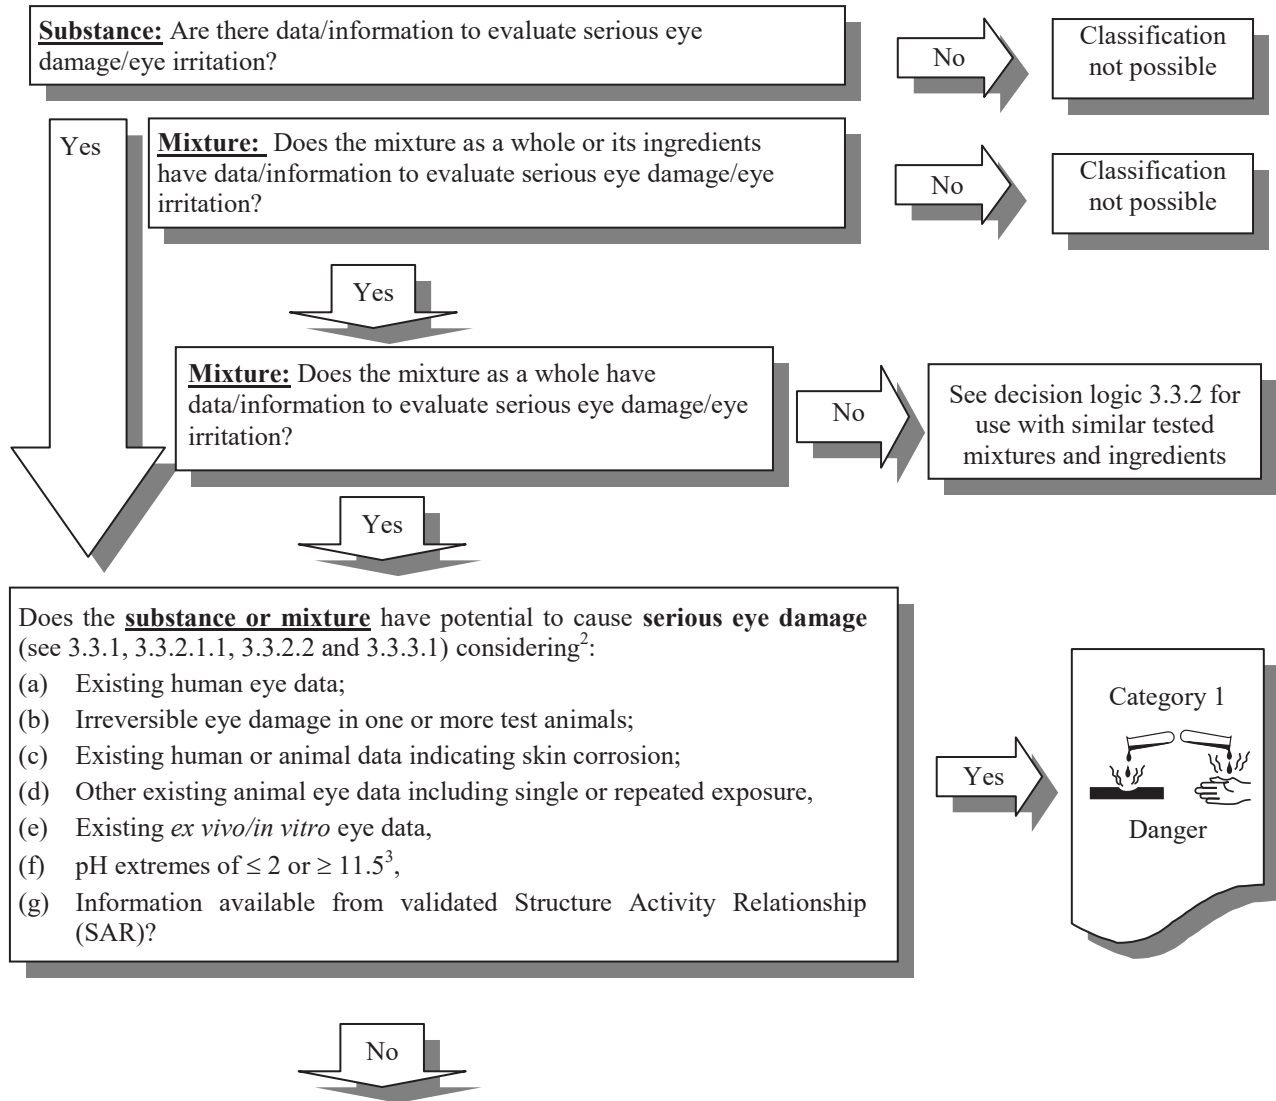 Substance: Are there data/information to evaluate serious eye
damage/eye irritation?
No
Classification
not possible
Yes
Mixture: Does the mixture as a whole or its ingredients
have data/information to evaluate serious eye damage/eye
irritation?
No
Classification
not possible
Yes
Mixture: Does the mixture as a whole have
data/information to evaluate serious eye damage/eye
irritation?
No
See decision logic 3.3.2 for
use with similar tested
mixtures and ingredients
Yes
Does the substance or mixture have potential to cause serious eye damage
(see 3.3.1, 3.3.2.1.1, 3.3.2.2 and 3.3.3.1) considering²:
(a) Existing human eye data;
(b) Irreversible eye damage in one or more test animals;
(c) Existing human or animal data indicating skin corrosion;
(d) Other existing animal eye data including single or repeated exposure,
(e) Existing ex vivo/in vitro eye data,
(f) pH extremes of ≤ 2 or ≥ 11.5³,
(g) Information available from validated Structure Activity Relationship
(SAR)?
Yes
Category 1
Danger
No